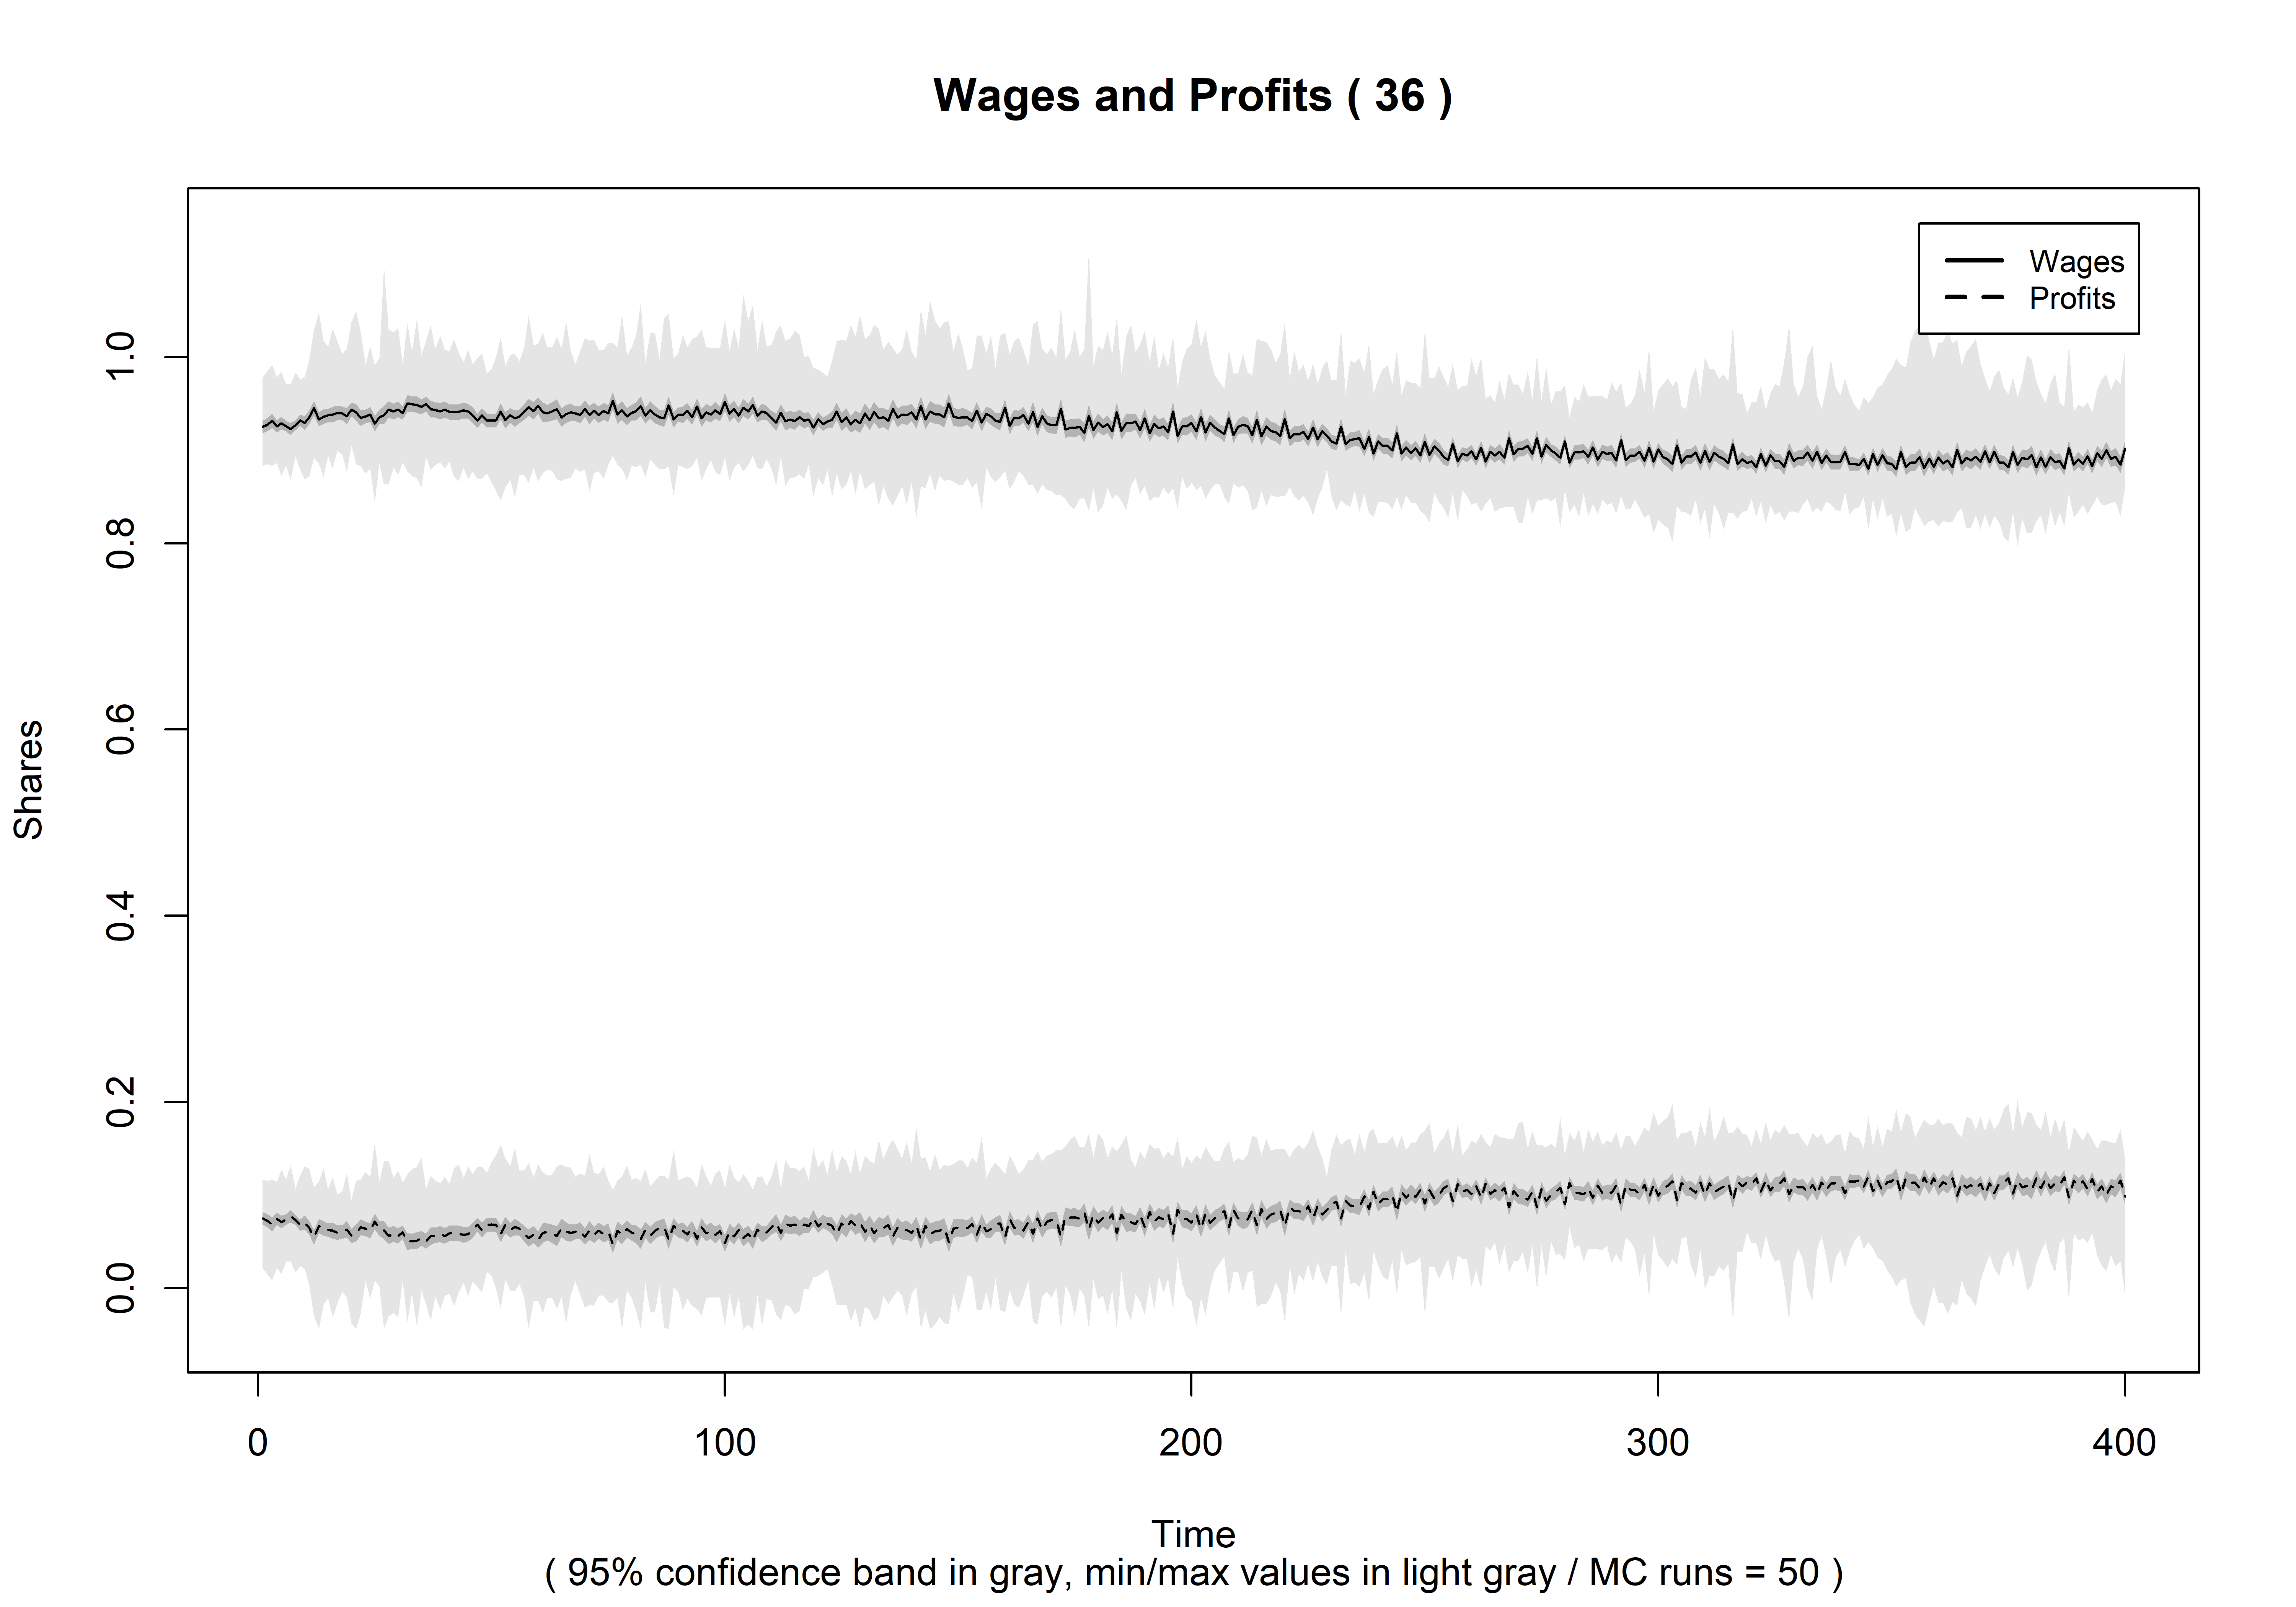 Wages and Profits ( 36 )
Wages
Profits
Shares
1.0
0.8
0.6
0.4
0.2
0.0
0 100 200 300 400
Time
( 95% confidence band in gray, min/max values in light gray / MC runs = 50 )